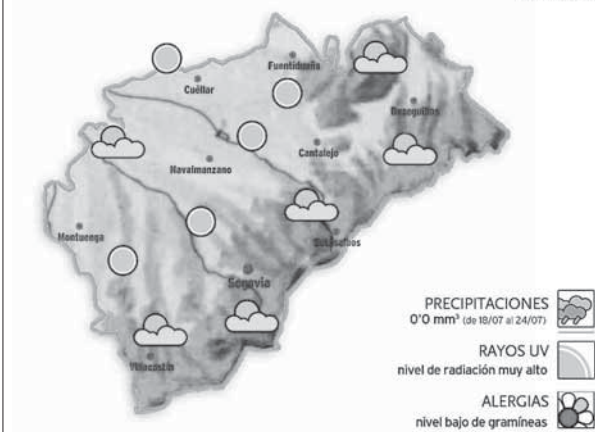 Fuentidueña
Cuéllar
Boceguillas
Cantalejo
Navalmanzano
Montuenga
Segovia
Villacastín
PRECIPITACIONES
0'0 mm³ (de 18/07 al 24/07)
RAYOS UV
nivel de radiación muy alto
ALERGIAS
nivel bajo de gramíneas